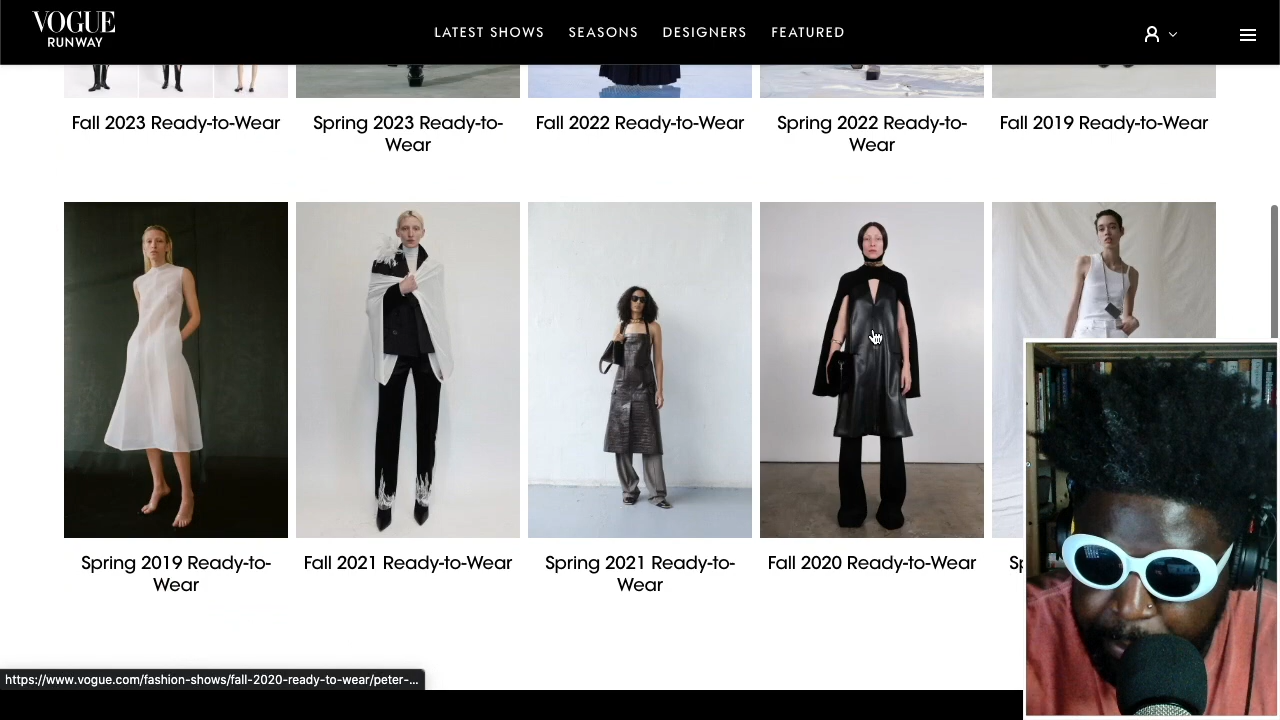 VOGUE
RUNWAY
LATEST SHOWS
SEASONS
DESIGNERS
FEATURED
Fall 2023 Ready-to-Wear
Spring 2023 Ready-to-
Wear
Fall 2022 Ready-to-Wear
Spring 2022 Ready-to-
Wear
Fall 2019 Ready-to-Wear
Spring 2019 Ready-to-
Wear
Fall 2021 Ready-to-Wear
Spring 2021 Ready-to-
Wear
Fall 2020 Ready-to-Wear
Sp
https://www.vogue.com/fashion-shows/fall-2020-ready-to-wear/peter-...